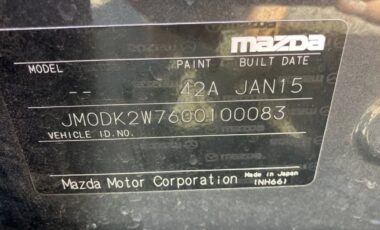 mazda
MODEL PAINT BUILT DATE
-- 42A JAN15
JM0DK2W7600100083
VEHICLE ID.NO.
Mazda Motor Corporation Made in Japan
(NH66)